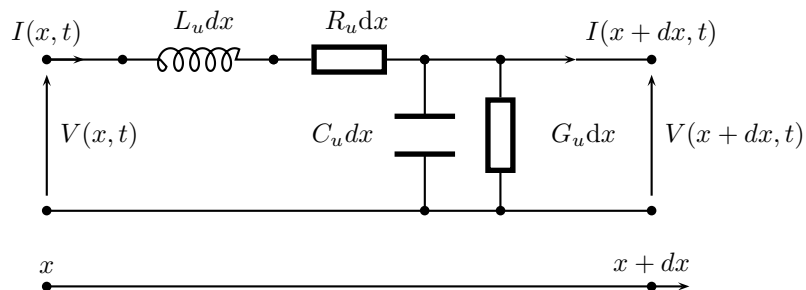 I(x, t) L_u dx R_u dx I(x + dx, t)
V(x, t) C_u dx G_u dx V(x + dx, t)
x x + dx